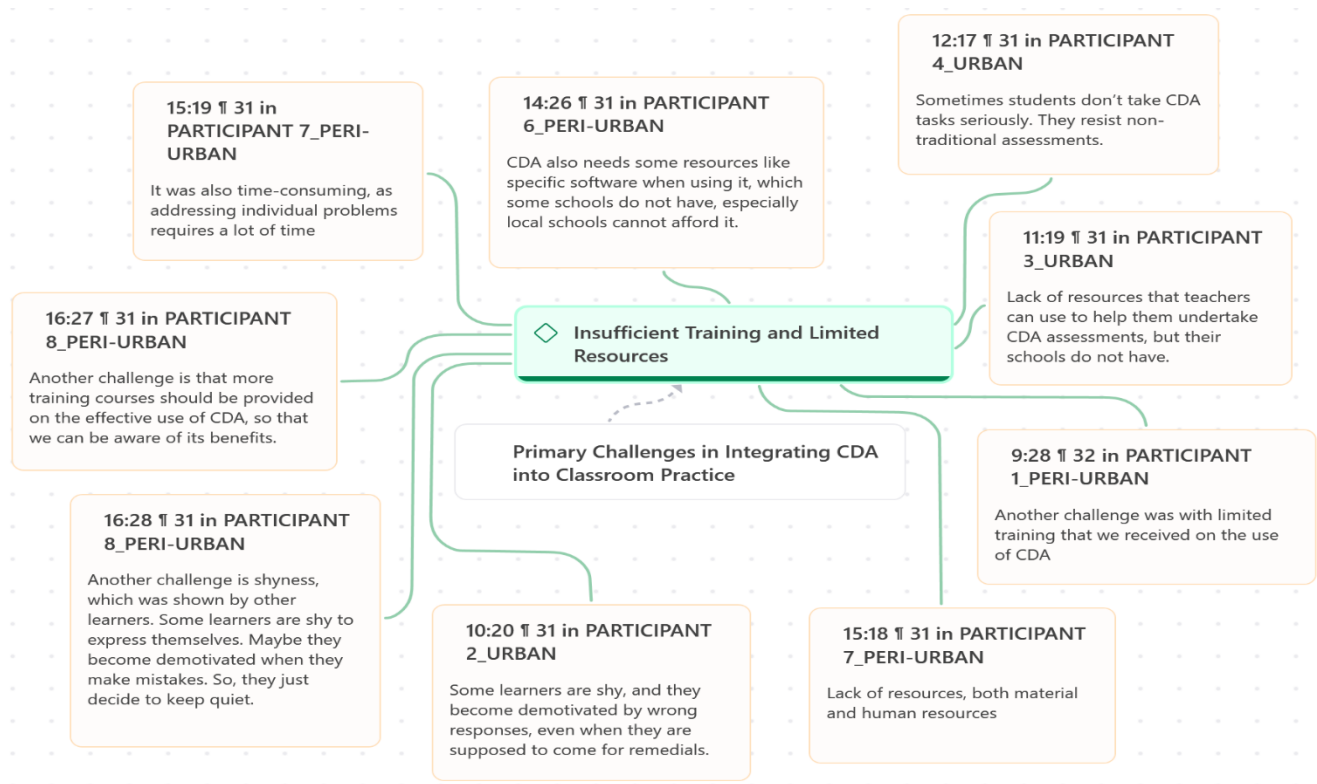 12:17 ¶ 31 in PARTICIPANT
4_URBAN
Sometimes students don’t take CDA
tasks seriously. They resist non-
traditional assessments.
14:26 ¶ 31 in PARTICIPANT
6_PERI-URBAN
CDA also needs some resources like
specific software when using it, which
some schools do not have, especially
local schools cannot afford it.
15:19 ¶ 31 in
PARTICIPANT 7_PERI-
URBAN
It was also time-consuming, as
addressing individual problems
requires a lot of time
11:19 ¶ 31 in PARTICIPANT
3_URBAN
Lack of resources that teachers
can use to help them undertake
CDA assessments, but their
schools do not have.
16:27 ¶ 31 in PARTICIPANT
8_PERI-URBAN
Another challenge is that more
training courses should be provided
on the effective use of CDA, so that
we can be aware of its benefits.
Insufficient Training and Limited
Resources
Primary Challenges in Integrating CDA
into Classroom Practice
9:28 ¶ 32 in PARTICIPANT
1_PERI-URBAN
Another challenge was with limited
training that we received on the use
of CDA
16:28 ¶ 31 in PARTICIPANT
8_PERI-URBAN
Another challenge is shyness,
which was shown by other
learners. Some learners are shy to
express themselves. Maybe they
become demotivated when they
make mistakes. So, they just
decide to keep quiet.
10:20 ¶ 31 in PARTICIPANT
2_URBAN
Some learners are shy, and they
become demotivated by wrong
responses, even when they are
supposed to come for remedials.
15:18 ¶ 31 in PARTICIPANT
7_PERI-URBAN
Lack of resources, both material
and human resources